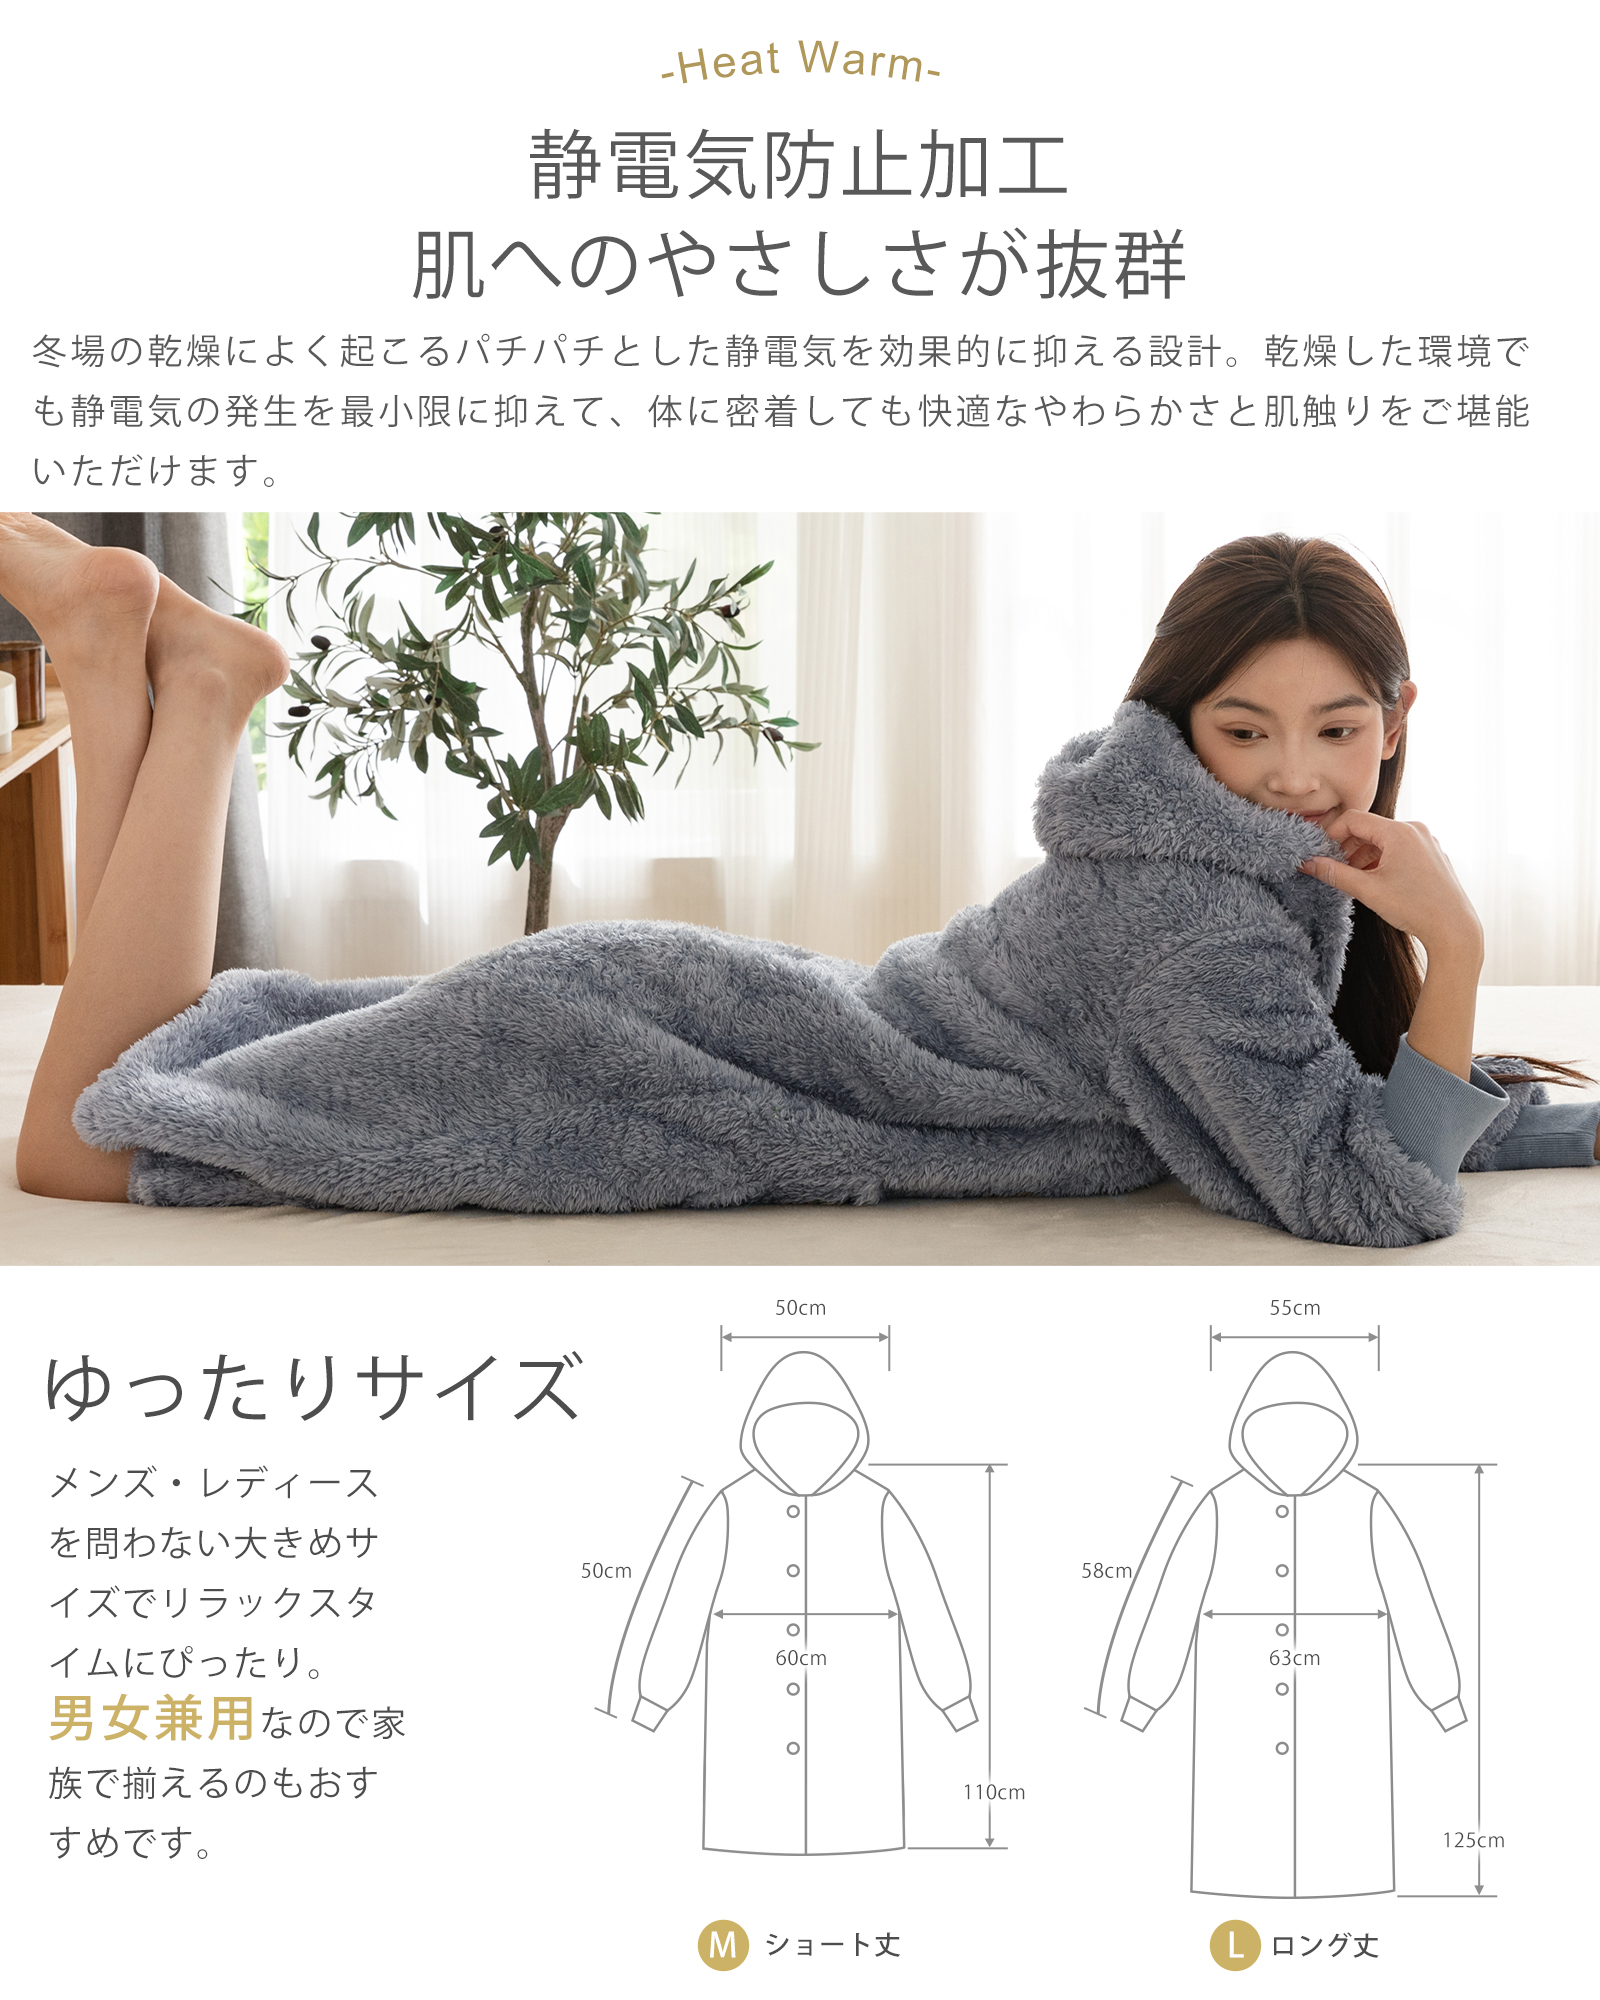 -Heat Warm-
静電気防止加工
肌へのやさしさが抜群
冬場の乾燥によく起こるパチパチとした静電気を効果的に抑える設計。乾燥した環境で
も静電気の発生を最小限に抑えて、体に密着しても快適なやわらかさと肌触りをご堪能
いただけます。
ゆったりサイズ
メンズ・レディース
を問わない大きめサ
イズでリラックスタ
イムにぴったり。
男女兼用なので家
族で揃えるのもおす
すめです。
50cm
50cm
60cm
110cm
M ショート丈
55cm
58cm
63cm
125cm
L ロング丈